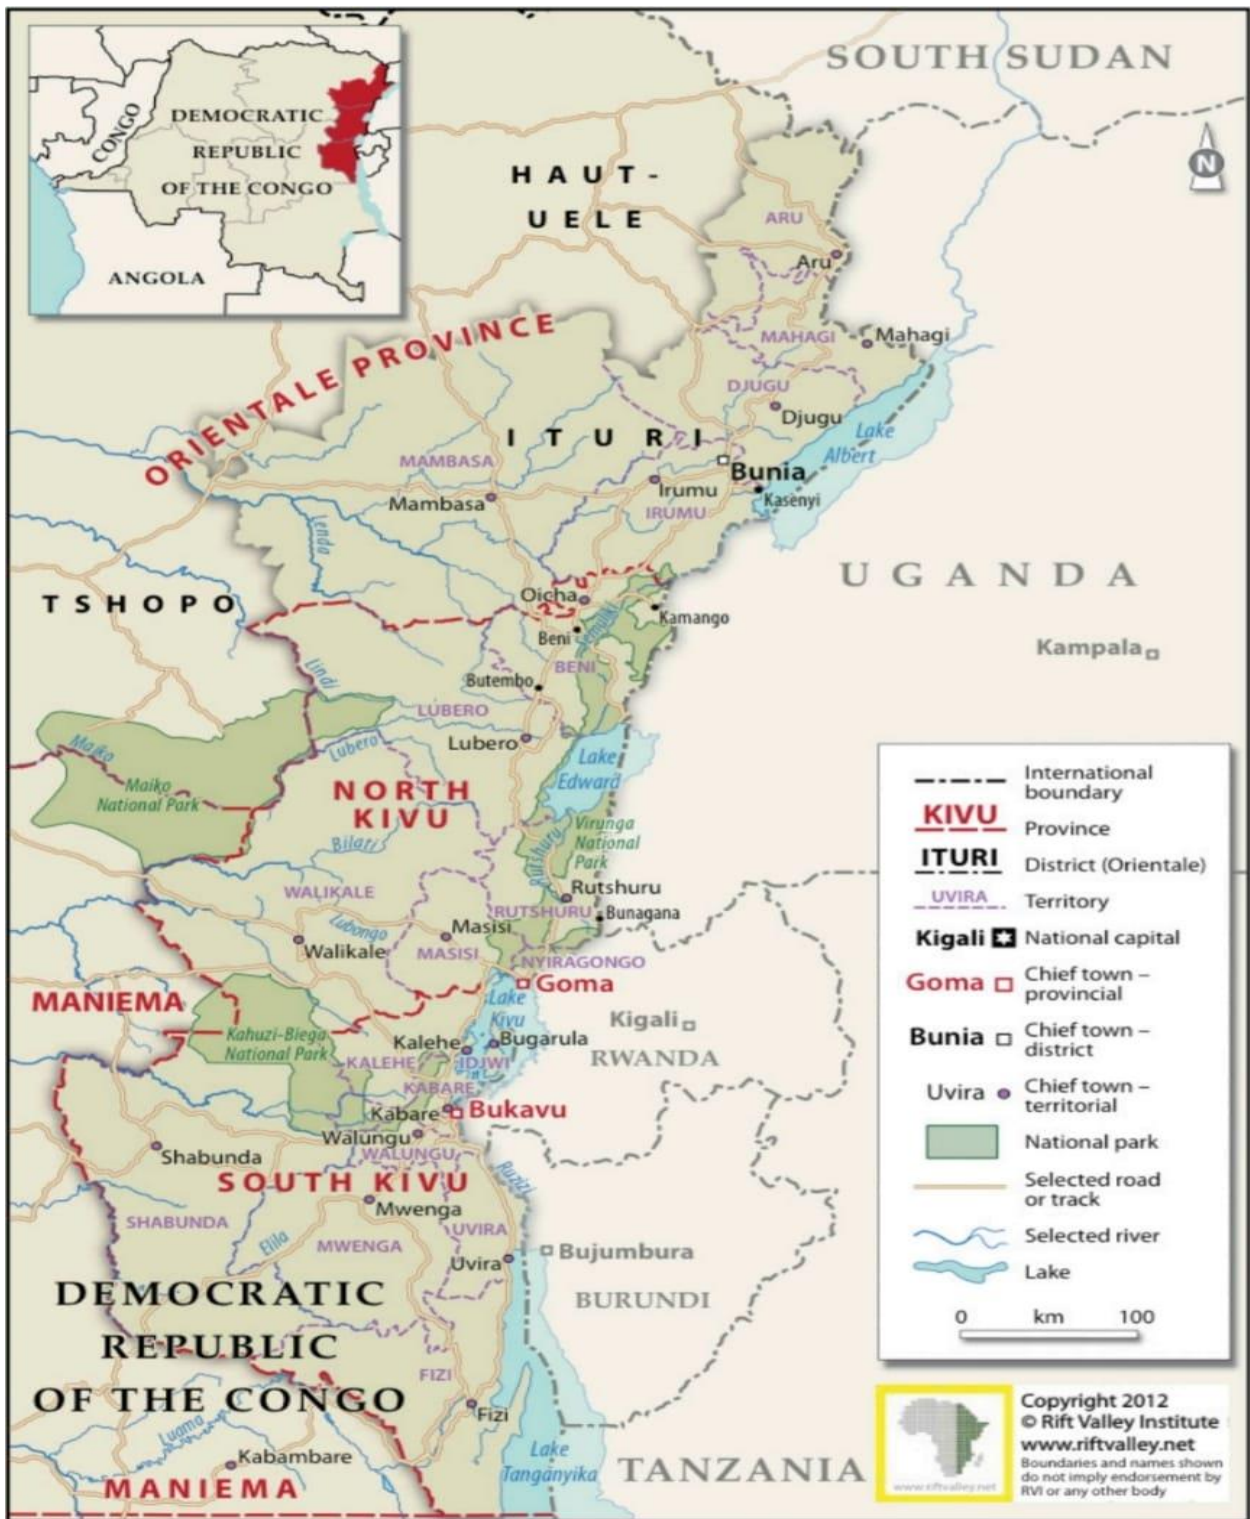 SOUTH SUDAN
DEMOCRATIC
REPUBLIC
OF THE CONGO
CONGO
ANGOLA
N
HAUT-
UELE
ARU
Aru
ORIENTALE PROVINCE
MAHAGI
Mahagi
DJUGU
Djugu
ITURI
Lake
Albert
MAMBASA
Mambasa
Bunia
Irumu
IRUMU
Kasenyi
Lenda
UGANDA
TSHOPO
Oicha
Kamango
Beni
Semuliki
Kampala
BENI
Lindi
Butembo
LUBERO
Lubero
Lubero
Maiko
Maiko
National Park
Lake
Edward
NORTH
KIVU
Virunga
National
Park
Bilati
Rutshuru
WALIKALE
Rutshuru
RUTSHURU
Bunagana
Lubongo
Masisi
Walikale
MASISI
NYIRAGONGO
Goma
MANIEMA
Lake
Kivu
Kigali
Kahuzi-Biega
National Park
Kalehe
Bugarula
RWANDA
KALEHE
IDJWI
KABARE
Kabare
Bukavu
Walungu
WALUNGU
Shabunda
SOUTH KIVU
Ruzizi
Mwenga
SHABUNDA
UVIRA
Elila
MWENGA
Uvira
Bujumbura
DEMOCRATIC
REPUBLIC
OF THE CONGO
BURUNDI
FIZI
Fizi
Luama
Kabambare
MANIEMA
Lake
Tanganyika
TANZANIA
International
boundary
KIVU Province
ITURI District (Orientale)
UVIRA Territory
Kigali National capital
Goma Chief town –
provincial
Bunia Chief town –
district
Uvira Chief town –
territorial
National park
Selected road
or track
Selected river
Lake
0 km 100
www.riftvalley.net
Copyright 2012
© Rift Valley Institute
www.riftvalley.net
Boundaries and names shown
do not imply endorsement by
RVI or any other body